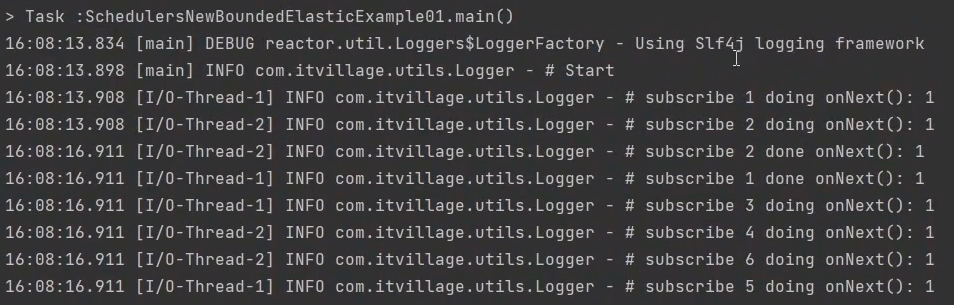 > Task :SchedulersNewBoundedElasticExample01.main()
16:08:13.834 [main] DEBUG reactor.util.Loggers$LoggerFactory - Using Slf4j logging framework
16:08:13.898 [main] INFO com.itvillage.utils.Logger - # Start
16:08:13.908 [I/O-Thread-1] INFO com.itvillage.utils.Logger - # subscribe 1 doing onNext(): 1
16:08:13.908 [I/O-Thread-2] INFO com.itvillage.utils.Logger - # subscribe 2 doing onNext(): 1
16:08:16.911 [I/O-Thread-2] INFO com.itvillage.utils.Logger - # subscribe 2 done onNext(): 1
16:08:16.911 [I/O-Thread-1] INFO com.itvillage.utils.Logger - # subscribe 1 done onNext(): 1
16:08:16.911 [I/O-Thread-1] INFO com.itvillage.utils.Logger - # subscribe 3 doing onNext(): 1
16:08:16.911 [I/O-Thread-2] INFO com.itvillage.utils.Logger - # subscribe 4 doing onNext(): 1
16:08:16.911 [I/O-Thread-2] INFO com.itvillage.utils.Logger - # subscribe 6 doing onNext(): 1
16:08:16.911 [I/O-Thread-1] INFO com.itvillage.utils.Logger - # subscribe 5 doing onNext(): 1